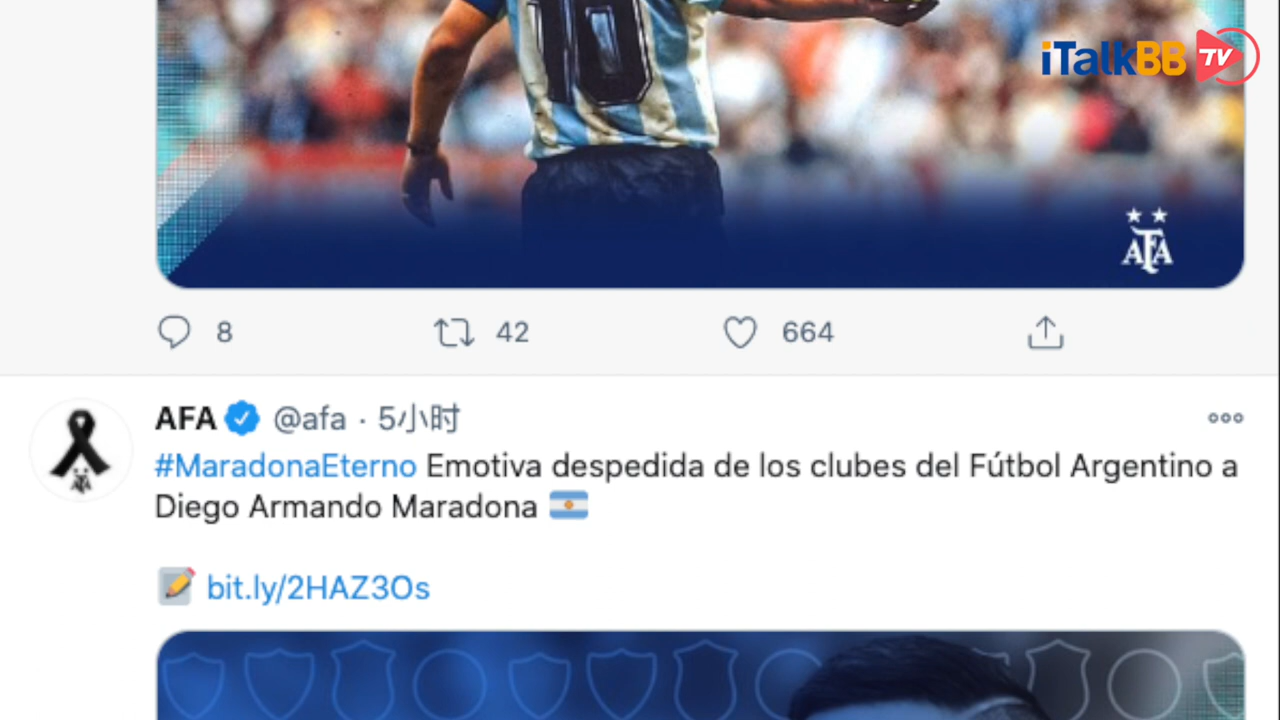 10
iTalkBB TV
AFA
8 42 664
AFA @afa · 5小时
#MaradonaEterno Emotiva despedida de los clubes del Fútbol Argentino a
Diego Armando Maradona
bit.ly/2HAZ3Os